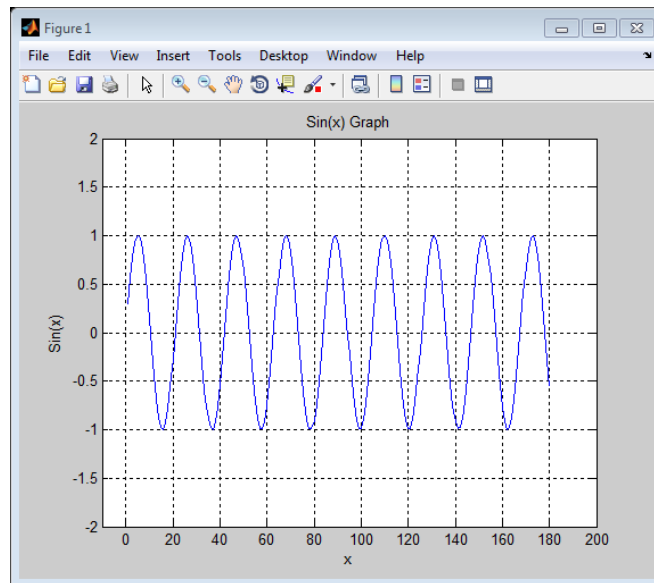 Figure 1
File Edit View Insert Tools Desktop Window Help
Sin(x) Graph
2
1.5
1
0.5
0
-0.5
-1
-1.5
-2
Sin(x)
0 20 40 60 80 100 120 140 160 180 200
x